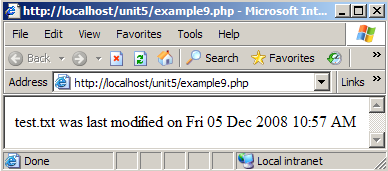 http://localhost/unit5/example9.php - Microsoft Int...
File Edit View Favorites Tools Help
Back Search Favorites
Address http://localhost/unit5/example9.php Links »
test.txt was last modified on Fri 05 Dec 2008 10:57 AM
Done Local intranet